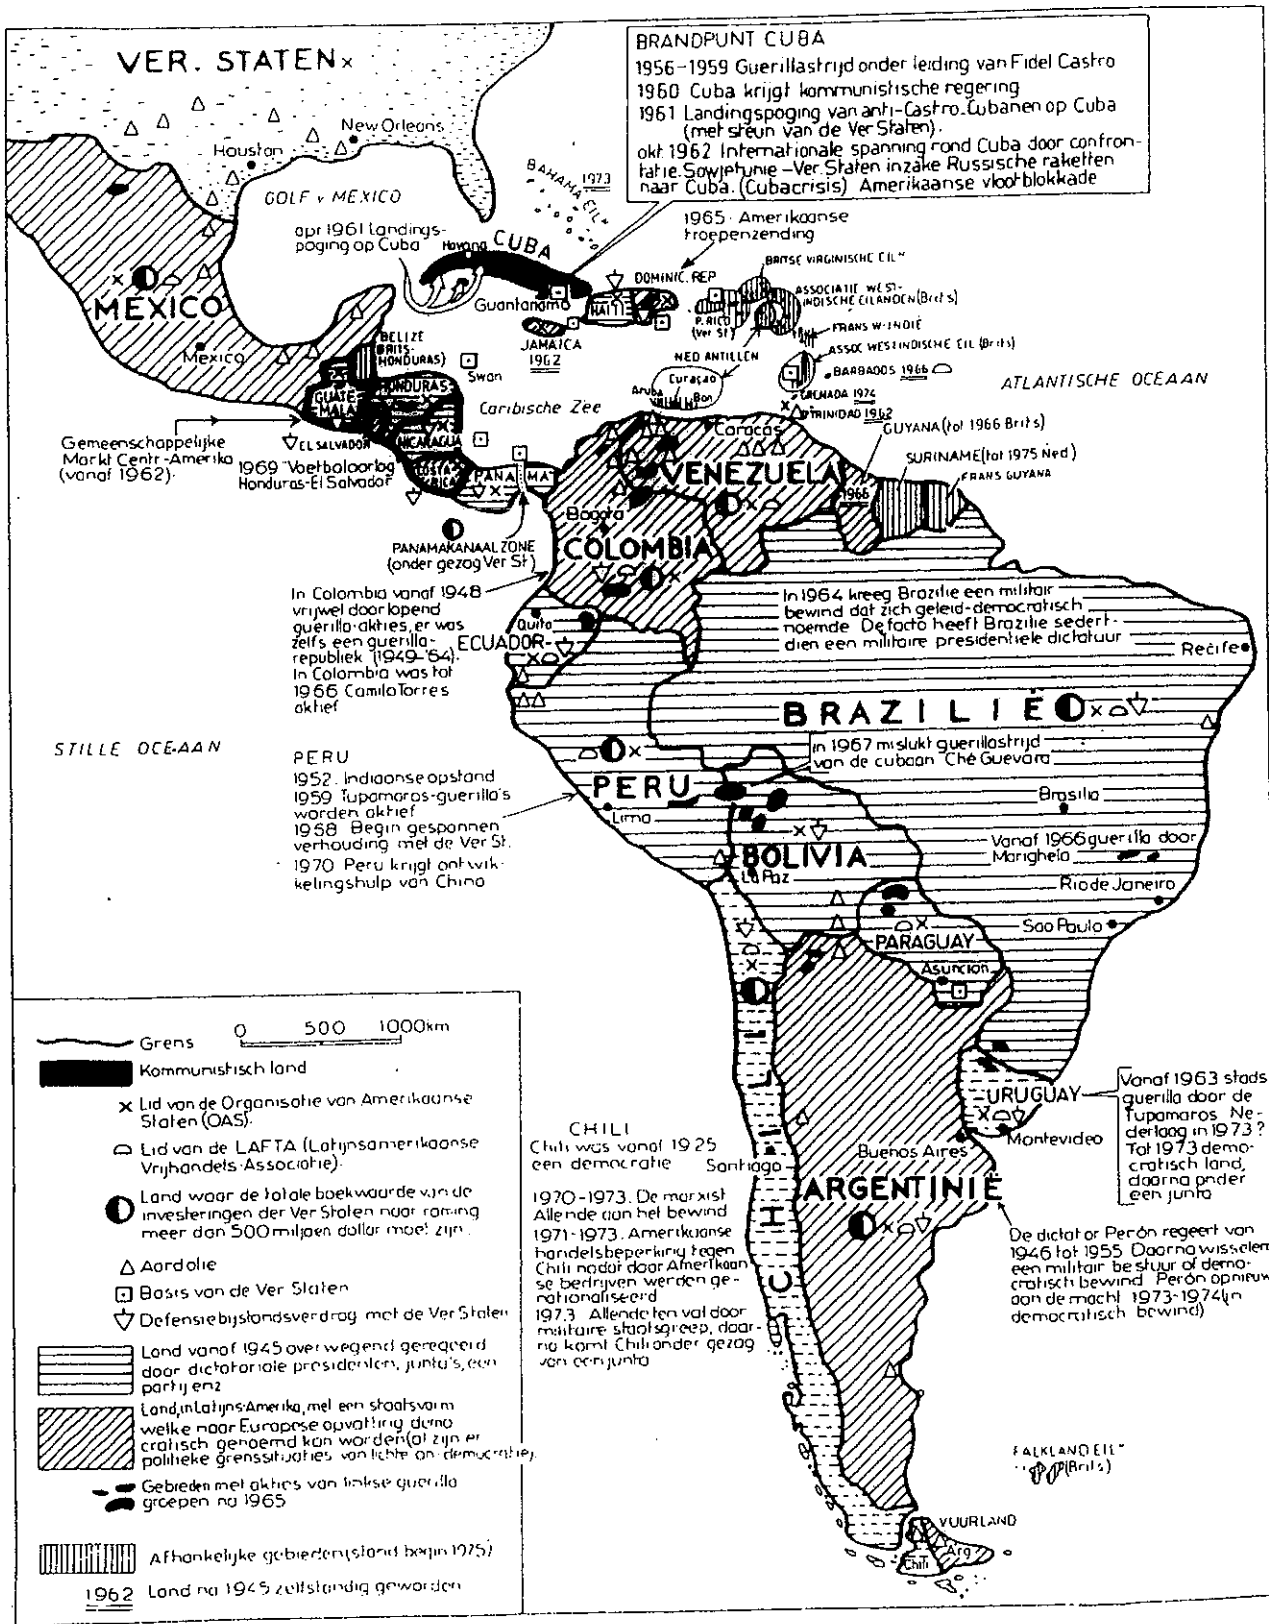 VER. STATEN ×
New Orleans
Houston
GOLF v MEXICO
BAHAMA EIL"
1973
BRANDPUNT CUBA
1956-1959 Guerillastrijd onder leiding van Fidel Castro
1960 Cuba krijgt kommunistische regering
1961 Landingspoging van anti-Castro-Cubanen op Cuba
(met steun van de Ver Staten).
okt 1962 Internationale spanning rond Cuba door confron-
tatie Sowjetunie-Ver. Staten inzake Russische raketten
naar Cuba. (Cubacrisis) Amerikaanse vlootblokkade
apr 1961 Landings-
poging op Cuba
Havana
CUBA
Guantanamo
1965. Amerikaanse
troepenzending
DOMINIC. REP
HAITI
JAMAICA
1962
P. RICO
(Ver St)
BRITSE VIRGINISCHE EIL"
ASSOCIATIE WEST-
INDISCHE EILANDEN (Brits)
FRANS W-INDIË
ASSOC WESTINDISCHE EIL (Brits)
BARBADOS 1966
GRENADA 1974
TRINIDAD 1962
NED ANTILLEN
Curaçao
Aruba
Bon
ATLANTISCHE OCEAAN
MEXICO
Mexico
BELIZE
BRITS-
HONDURAS)
GUATE
MALA
HONDURAS
Swan
Caribische Zee
EL SALVADOR
NICARAGUA
COSTA
RICA
PANAMA
Gemeenschappelijke
Markt Centr-Amerika
(vanaf 1962)
1969 Voetbaloorlog
Honduras-El Salvador
PANAMAKANAAL ZONE
(onder gezag Ver St)
Caracas
VENEZUELA
GUYANA (tot 1966 Brits)
1966
SURINAME (tot 1975 Ned)
FRANS GUYANA
Bogota
COLOMBIA
In Colombia vanaf 1948
vrijwel doorlopend
guerilla-akties, er was
zelfs een guerilla-
republiek (1949-'64).
In Colombia was tot
1966 Camilo Torres
aktief
Quito
ECUADOR
In 1964 kreeg Brazilie een militair
bewind dat zich geleid-democratisch
noemde De facto heeft Brazilie sedert-
dien een militaire presidentiele dictatuur
Recife
BRAZILIË
STILLE OCEAAN
PERU
1952. Indiaanse opstand
1959 Tupamaros-guerilla's
worden aktief
1968 Begin gespannen
verhouding met de Ver St.
1970 Peru krijgt ontwik-
kelingshulp van China
PERU
Lima
in 1967 mislukt guerillastrijd
van de cubaan Ché Guevara
Brasilia
BOLIVIA
La Paz
Vanaf 1966 guerilla door
Marighela
Rio de Janeiro
Sao Paulo
PARAGUAY
Asuncion
Grens
0 500 1000km
Kommunistisch land
× Lid van de Organisatie van Amerikaanse
Staten (OAS).
Lid van de LAFTA (Latijnsamerikaanse
Vrijhandels-Associatie).
Land waar de totale boekwaarde van de
investeringen der Ver Staten naar raming
meer dan 500 miljoen dollar moet zijn.
Aardolie
Basis van de Ver Staten
Defensiebijstandsverdrag met de Ver Staten
Land vanaf 1945 overwegend geregeerd
door dictatoriale presidenten, junta's, een
partij enz
Land, in Latijns-Amerika, met een staatsvorm
welke naar Europese opvatting demo
cratisch genoemd kan worden (al zijn er
politieke grenssituaties van lichte on-democratie).
Gebieden met akties van linkse guerilla
groepen na 1965
Afhankelijke gebieden (stand begin 1975)
1962 Land na 1945 zelfstandig geworden
CHILI
Chili was vanaf 1925
een democratie
1970-1973. De marxist
Allende aan het bewind
1971-1973. Amerikaanse
handelsbeperking tegen
Chili nadat door Amerikaan
se bedrijven werden ge-
nationaliseerd
1973 Allende ten val door
militaire staatsgreep, daar-
na komt Chili onder gezag
van een junta
CHILI
Santiago
URUGUAY
Montevideo
Vanaf 1963 stads
guerilla door de
Tupamaros Ne-
derlaag in 1973?
Tot 1973 demo-
cratisch land,
daarna onder
een junta
Buenos Aires
ARGENTINIË
De dictator Perón regeert van
1946 tot 1955 Daarna wisselen
een militair bestuur of demo-
cratisch bewind Perón opnieuw
aan de macht 1973-1974 (in
democratisch bewind)
FALKLAND EIL"
(Brits)
VUURLAND
Arg
Chili